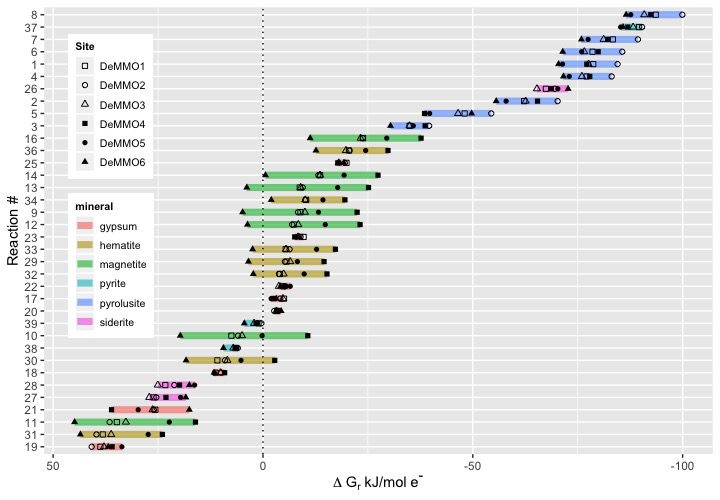 Reaction #
8
37
7
6
1
4
26
2
5
3
16
36
25
14
13
34
9
12
23
33
29
32
22
17
20
39
10
38
30
18
28
27
21
11
31
19
Site
DeMMO1
DeMMO2
DeMMO3
DeMMO4
DeMMO5
DeMMO6
mineral
gypsum
hematite
magnetite
pyrite
pyrolusite
siderite
50 0 -50 -100
Δ Gr kJ/mol e-